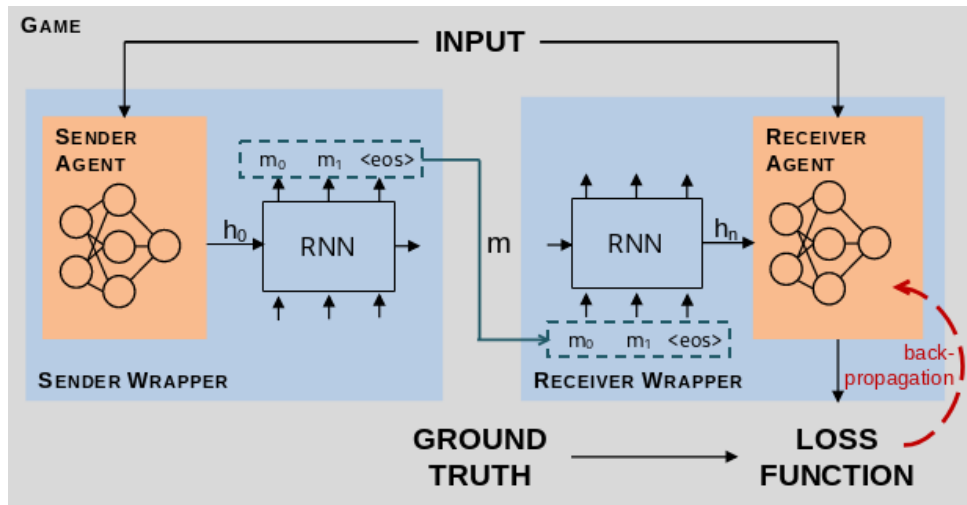 GAME
INPUT
SENDER
AGENT
m₀ m₁ <eos>
h₀
RNN
SENDER WRAPPER
m
RECEIVER
AGENT
RNN
hₙ
m₀ m₁ <eos>
RECEIVER WRAPPER
back-
propagation
GROUND
TRUTH
LOSS
FUNCTION